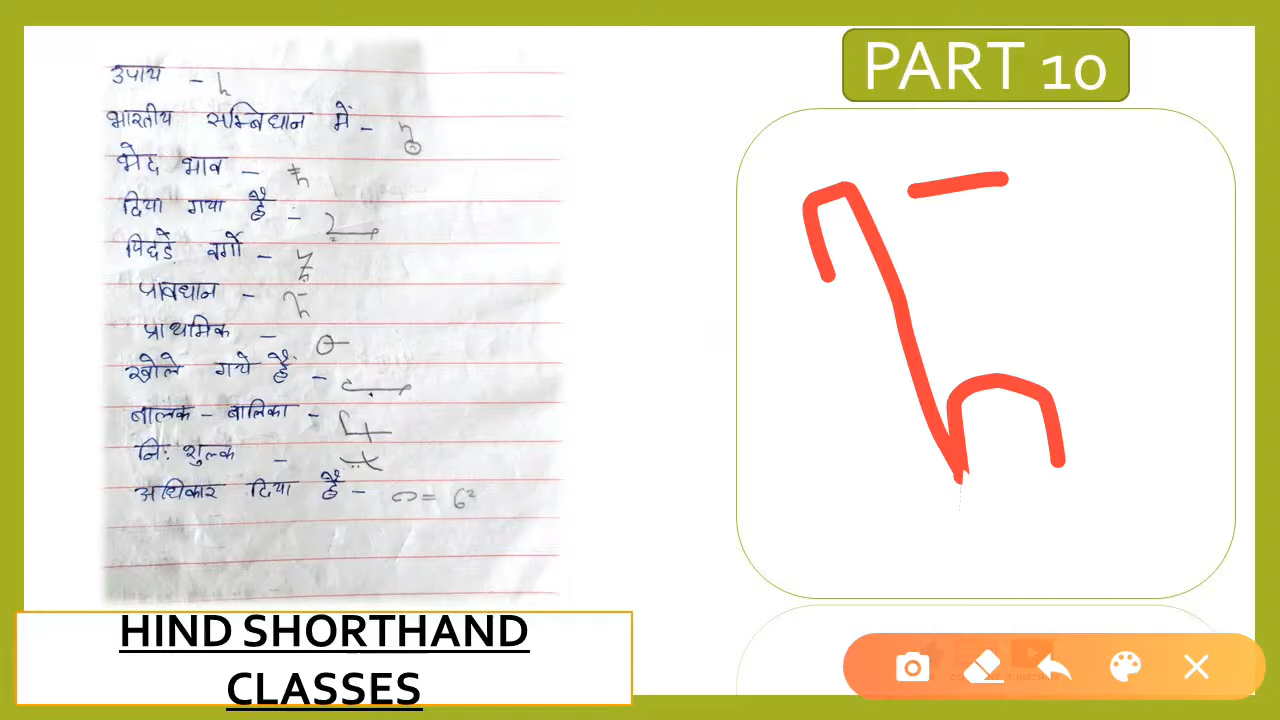 उपाय –
भारतीय सम्बिधान में –
भेद भाव –
दिया गया है –
पिछड़े वर्गो –
प्रावधान –
प्राथमिक –
खोले गये हैं –
बालक – बालिका –
नि: शुल्क –
अधिकार दिया है –
PART 10
HIND SHORTHAND
CLASSES